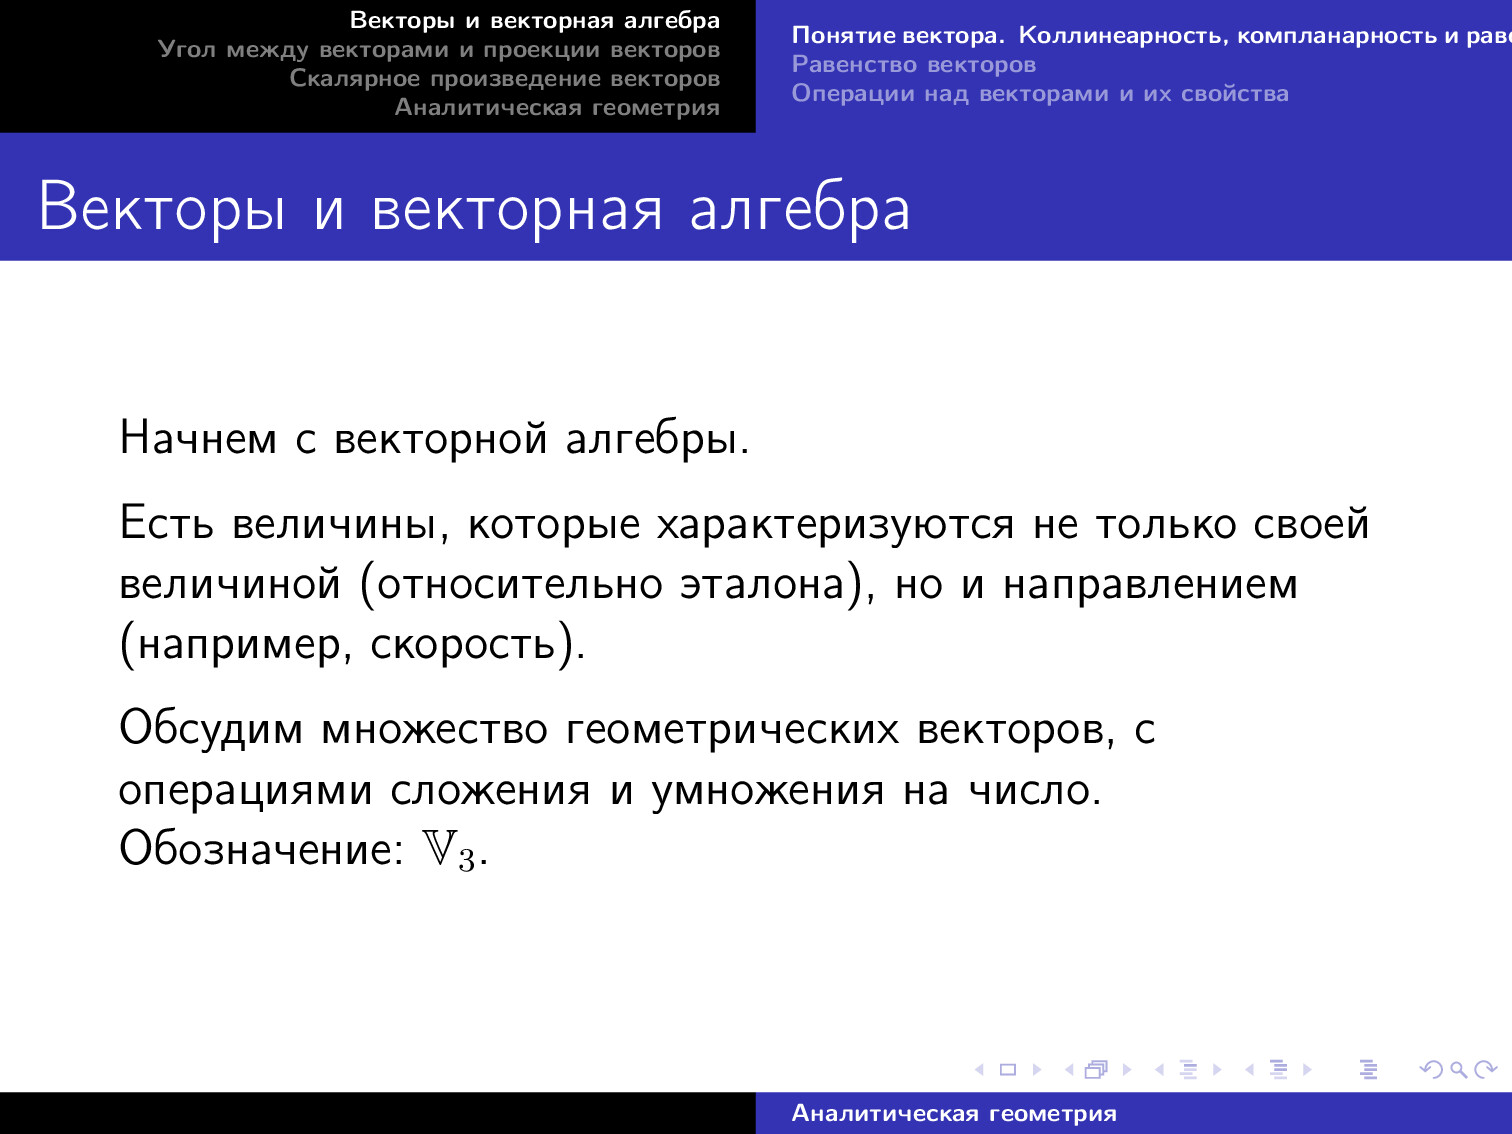 Векторы и векторная алгебра
Угол между векторами и проекции векторов
Скалярное произведение векторов
Аналитическая геометрия
Понятие вектора. Коллинеарность, компланарность и раве
Равенство векторов
Операции над векторами и их свойства
Векторы и векторная алгебра
Начнем с векторной алгебры.
Есть величины, которые характеризуются не только своей
величиной (относительно эталона), но и направлением
(например, скорость).
Обсудим множество геометрических векторов, с
операциями сложения и умножения на число.
Обозначение: 𝕍₃.
Аналитическая геометрия